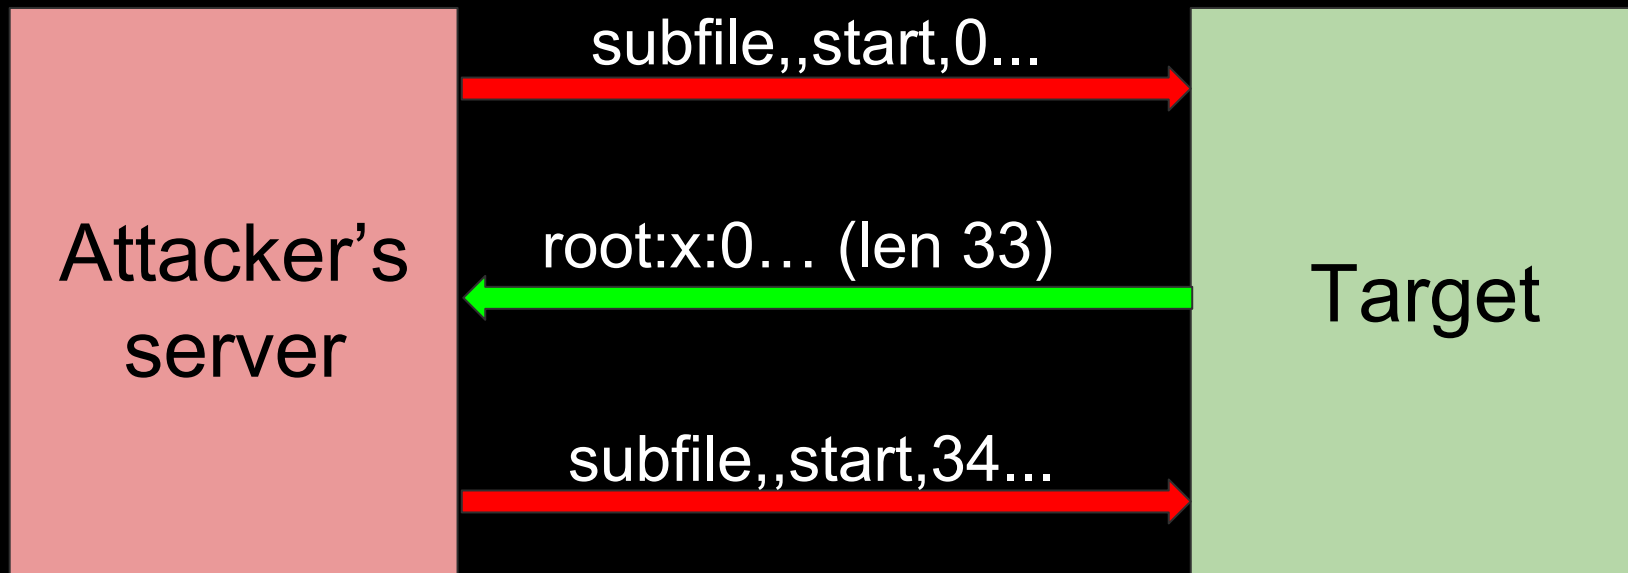 subfile,,start,0...
Attacker's
server
root:x:0… (len 33)
Target
subfile,,start,34...